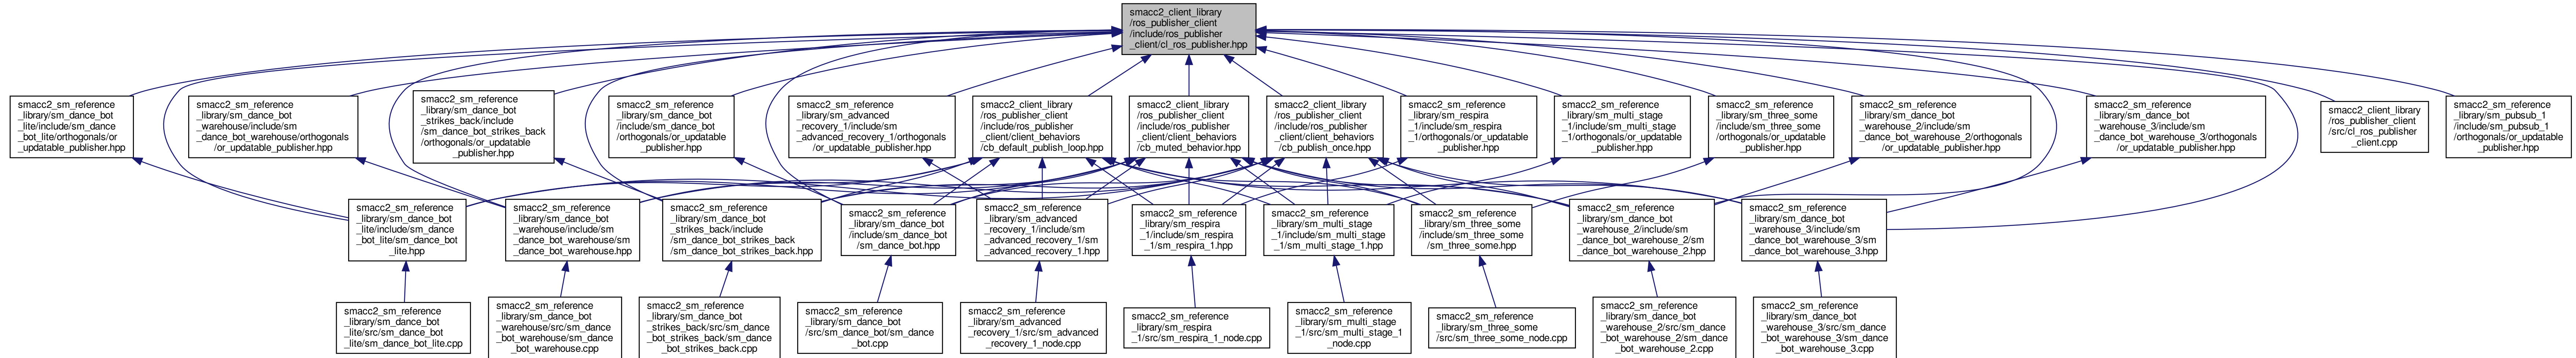 smacc2_client_library
/ros_publisher_client
/include/ros_publisher
_client/cl_ros_publisher.hpp
smacc2_sm_reference
_library/sm_dance_bot
_lite/include/sm_dance
_bot_lite/orthogonals/or
_updatable_publisher.hpp
smacc2_sm_reference
_library/sm_dance_bot
_warehouse/include/sm
_dance_bot_warehouse/orthogonals
/or_updatable_publisher.hpp
smacc2_sm_reference
_library/sm_dance_bot
_strikes_back/include
/sm_dance_bot_strikes_back
/orthogonals/or_updatable
_publisher.hpp
smacc2_sm_reference
_library/sm_dance_bot
/include/sm_dance_bot
/orthogonals/or_updatable
_publisher.hpp
smacc2_sm_reference
_library/sm_advanced
_recovery_1/include/sm
_advanced_recovery_1/orthogonals
/or_updatable_publisher.hpp
smacc2_client_library
/ros_publisher_client
/include/ros_publisher
_client/client_behaviors
/cb_default_publish_loop.hpp
smacc2_client_library
/ros_publisher_client
/include/ros_publisher
_client/client_behaviors
/cb_muted_behavior.hpp
smacc2_client_library
/ros_publisher_client
/include/ros_publisher
_client/client_behaviors
/cb_publish_once.hpp
smacc2_sm_reference
_library/sm_respira
_1/include/sm_respira
_1/orthogonals/or_updatable
_publisher.hpp
smacc2_sm_reference
_library/sm_multi_stage
_1/include/sm_multi_stage
_1/orthogonals/or_updatable
_publisher.hpp
smacc2_sm_reference
_library/sm_three_some
/include/sm_three_some
/orthogonals/or_updatable
_publisher.hpp
smacc2_sm_reference
_library/sm_dance_bot
_warehouse_2/include/sm
_dance_bot_warehouse_2/orthogonals
/or_updatable_publisher.hpp
smacc2_sm_reference
_library/sm_dance_bot
_warehouse_3/include/sm
_dance_bot_warehouse_3/orthogonals
/or_updatable_publisher.hpp
smacc2_client_library
/ros_publisher_client
/src/cl_ros_publisher
_client.cpp
smacc2_sm_reference
_library/sm_pubsub_1
/include/sm_pubsub_1
/orthogonals/or_updatable
_publisher.hpp
smacc2_sm_reference
_library/sm_dance_bot
_lite/include/sm_dance
_bot_lite/sm_dance_bot
_lite.hpp
smacc2_sm_reference
_library/sm_dance_bot
_warehouse/include/sm
_dance_bot_warehouse/sm
_dance_bot_warehouse.hpp
smacc2_sm_reference
_library/sm_dance_bot
_strikes_back/include
/sm_dance_bot_strikes_back
/sm_dance_bot_strikes_back.hpp
smacc2_sm_reference
_library/sm_dance_bot
/include/sm_dance_bot
/sm_dance_bot.hpp
smacc2_sm_reference
_library/sm_advanced
_recovery_1/include/sm
_advanced_recovery_1/sm
_advanced_recovery_1.hpp
smacc2_sm_reference
_library/sm_respira
_1/include/sm_respira
_1/sm_respira_1.hpp
smacc2_sm_reference
_library/sm_multi_stage
_1/include/sm_multi_stage
_1/sm_multi_stage_1.hpp
smacc2_sm_reference
_library/sm_three_some
/include/sm_three_some
/sm_three_some.hpp
smacc2_sm_reference
_library/sm_dance_bot
_warehouse_2/include/sm
_dance_bot_warehouse_2/sm
_dance_bot_warehouse_2.hpp
smacc2_sm_reference
_library/sm_dance_bot
_warehouse_3/include/sm
_dance_bot_warehouse_3/sm
_dance_bot_warehouse_3.hpp
smacc2_sm_reference
_library/sm_dance_bot
_lite/src/sm_dance_bot
_lite/sm_dance_bot_lite.cpp
smacc2_sm_reference
_library/sm_dance_bot
_warehouse/src/sm_dance
_bot_warehouse/sm_dance
_bot_warehouse.cpp
smacc2_sm_reference
_library/sm_dance_bot
_strikes_back/src/sm_dance
_bot_strikes_back/sm_dance
_bot_strikes_back.cpp
smacc2_sm_reference
_library/sm_dance_bot
/src/sm_dance_bot/sm_dance
_bot.cpp
smacc2_sm_reference
_library/sm_advanced
_recovery_1/src/sm_advanced
_recovery_1_node.cpp
smacc2_sm_reference
_library/sm_respira
_1/src/sm_respira_1_node.cpp
smacc2_sm_reference
_library/sm_multi_stage
_1/src/sm_multi_stage_1
_node.cpp
smacc2_sm_reference
_library/sm_three_some
/src/sm_three_some_node.cpp
smacc2_sm_reference
_library/sm_dance_bot
_warehouse_2/src/sm_dance
_bot_warehouse_2/sm_dance
_bot_warehouse_2.cpp
smacc2_sm_reference
_library/sm_dance_bot
_warehouse_3/src/sm_dance
_bot_warehouse_3/sm_dance
_bot_warehouse_3.cpp